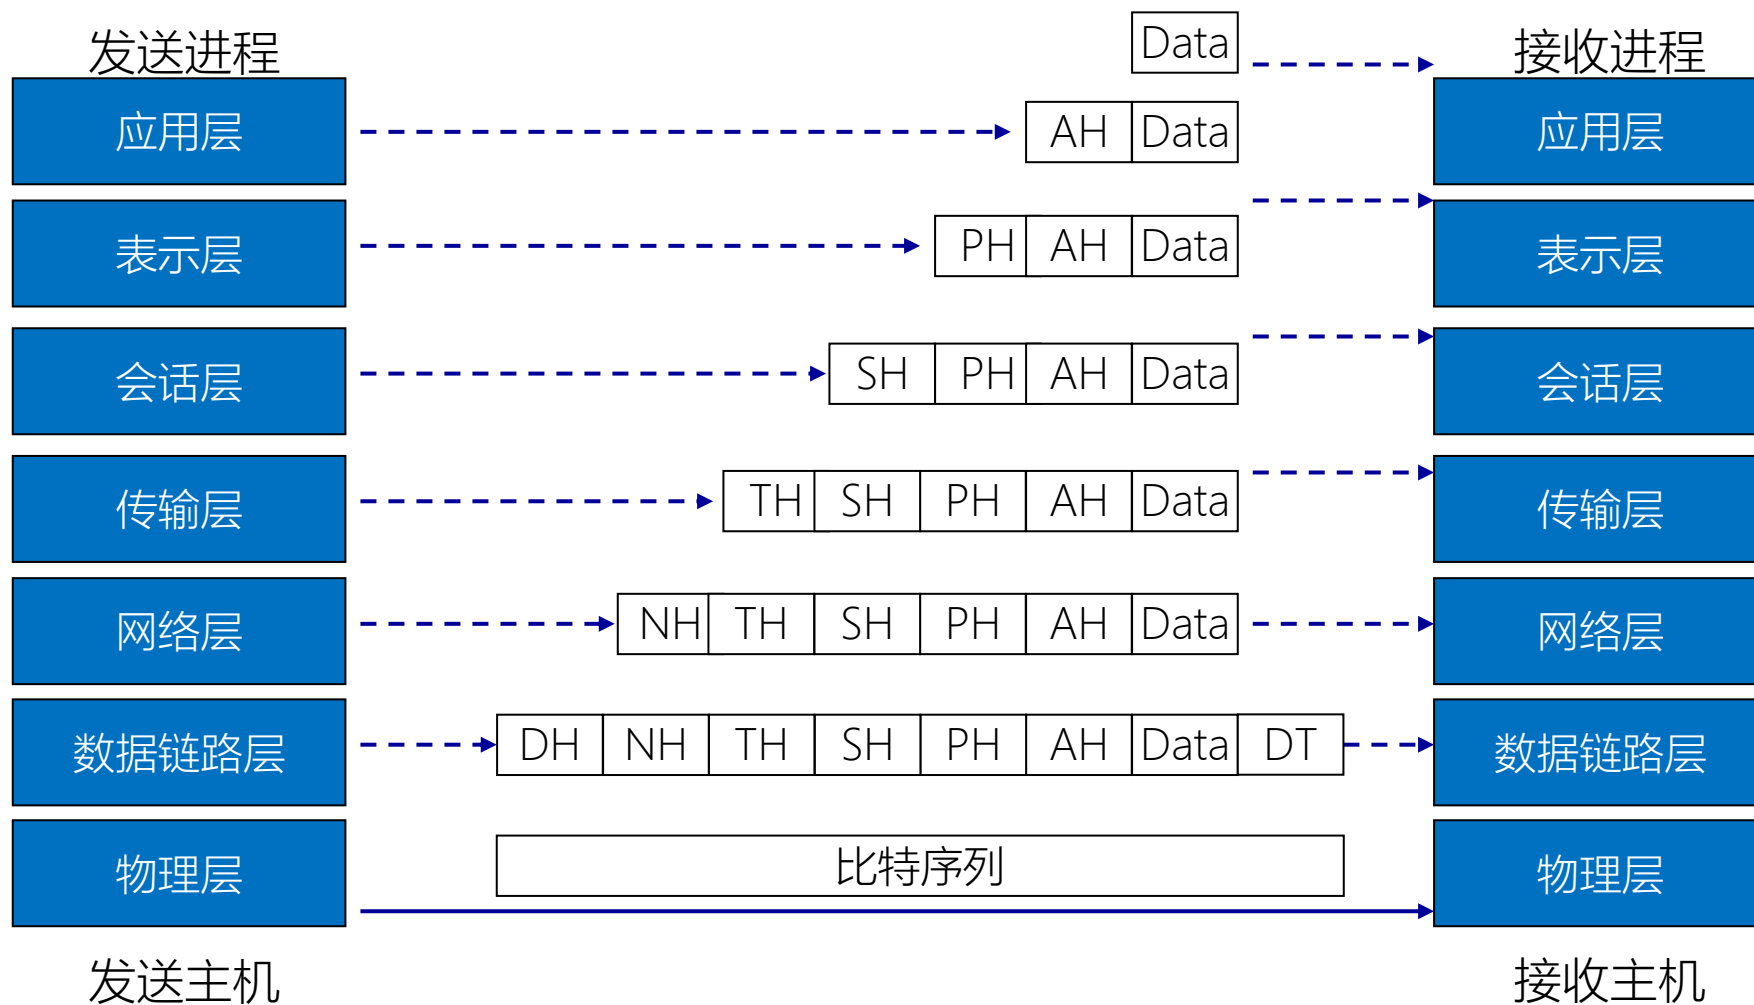 发送进程 Data 接收进程
应用层 AH Data 应用层
表示层 PH AH Data 表示层
会话层 SH PH AH Data 会话层
传输层 TH SH PH AH Data 传输层
网络层 NH TH SH PH AH Data 网络层
数据链路层 DH NH TH SH PH AH Data DT 数据链路层
物理层 比特序列 物理层
发送主机 接收主机